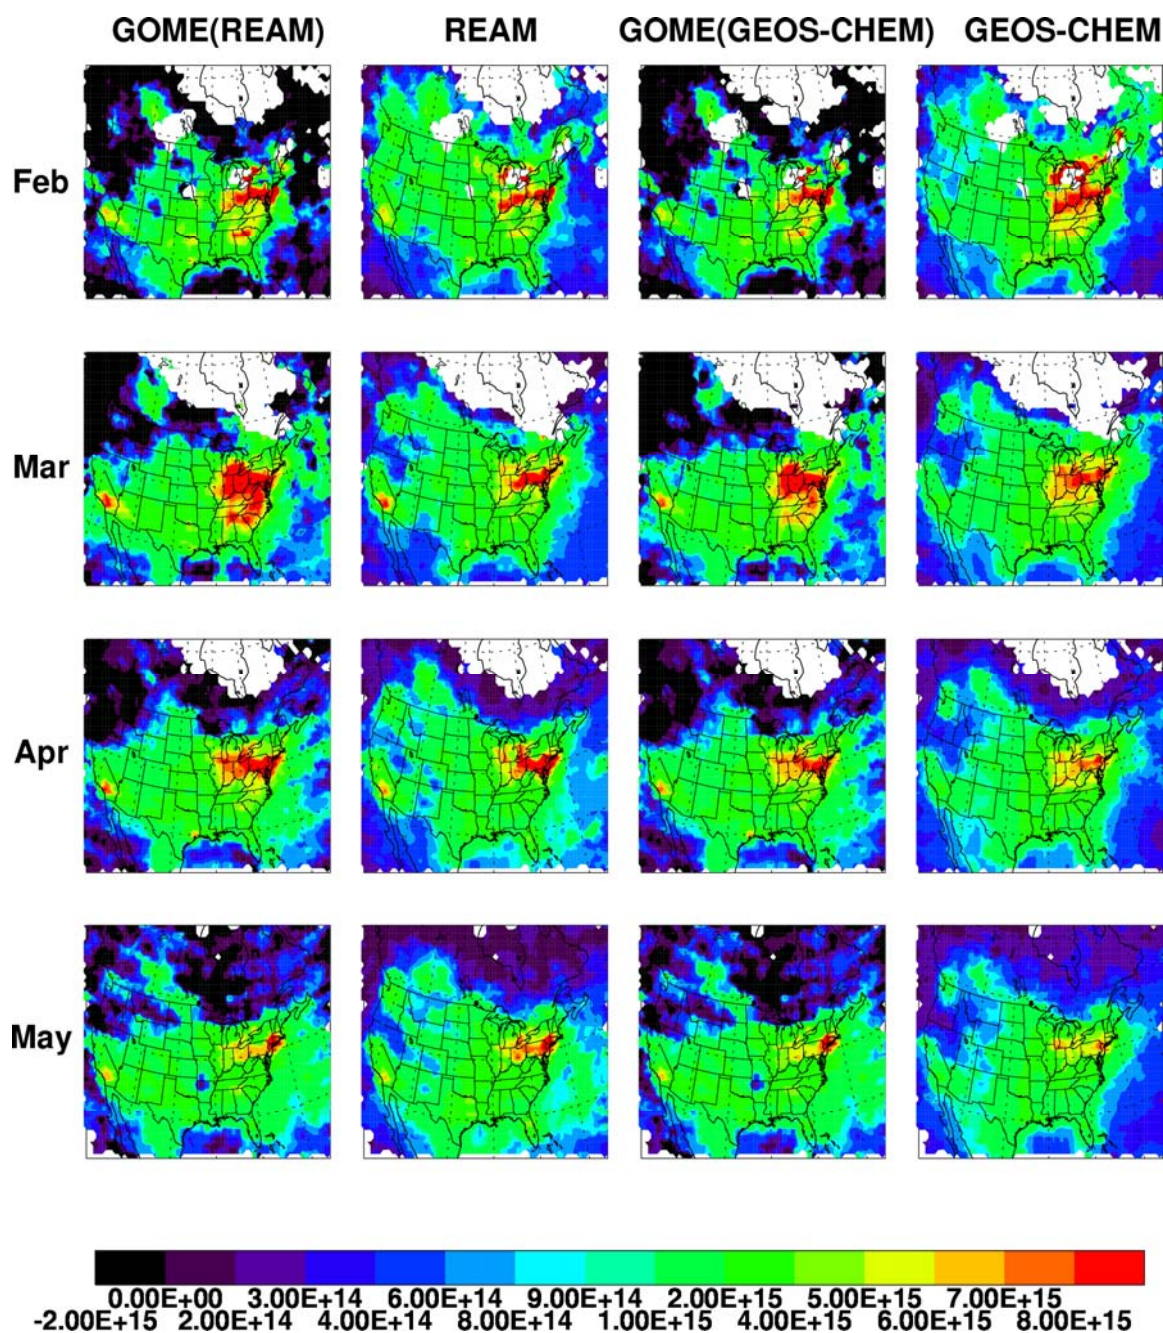 GOME(REAM) REAM GOME(GEOS-CHEM) GEOS-CHEM
Feb
Mar
Apr
May
0.00E+00 3.00E+14 6.00E+14 9.00E+14 2.00E+15 5.00E+15 7.00E+15
-2.00E+15 2.00E+14 4.00E+14 8.00E+14 1.00E+15 4.00E+15 6.00E+15 8.00E+15